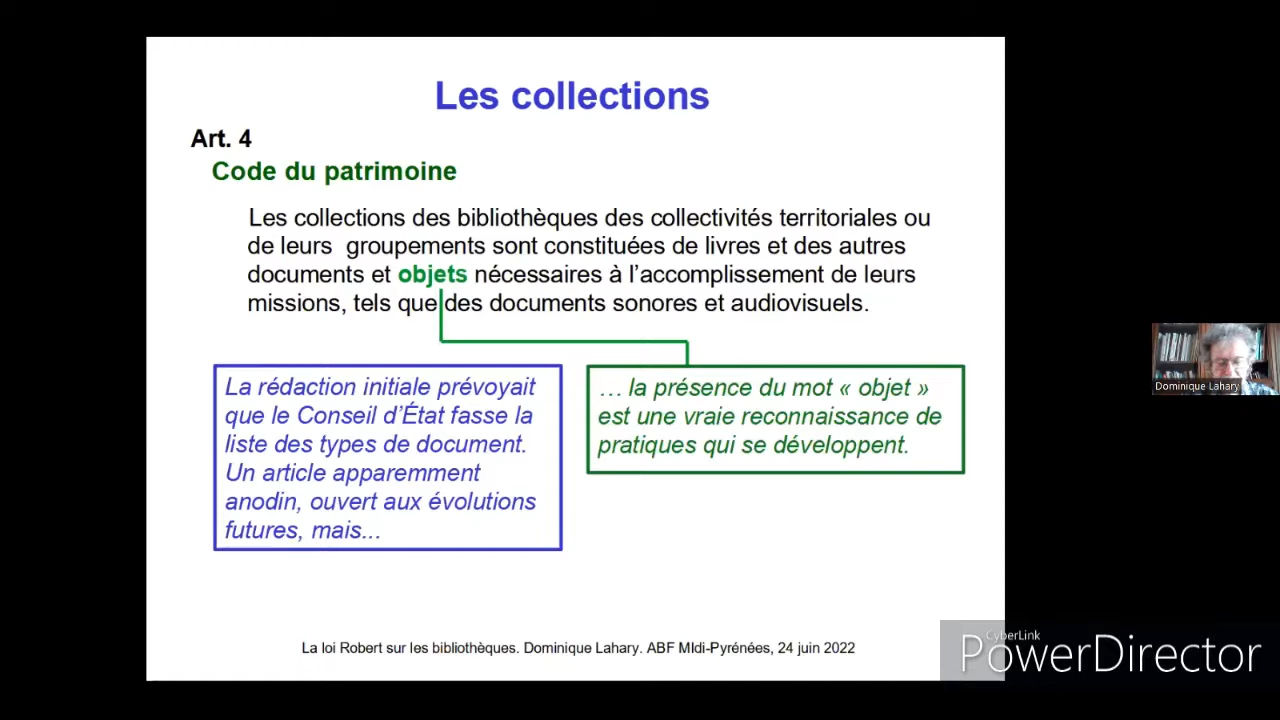 Les collections
Art. 4
Code du patrimoine
Les collections des bibliothèques des collectivités territoriales ou
de leurs groupements sont constituées de livres et des autres
documents et objets nécessaires à l'accomplissement de leurs
missions, tels que des documents sonores et audiovisuels.
La rédaction initiale prévoyait
que le Conseil d'État fasse la
liste des types de document.
Un article apparemment
anodin, ouvert aux évolutions
futures, mais...
… la présence du mot « objet »
est une vraie reconnaissance de
pratiques qui se développent.
La loi Robert sur les bibliothèques. Dominique Lahary. ABF MIdi-Pyrénées, 24 juin 2022
Dominique Lahary
CyberLink
PowerDirector